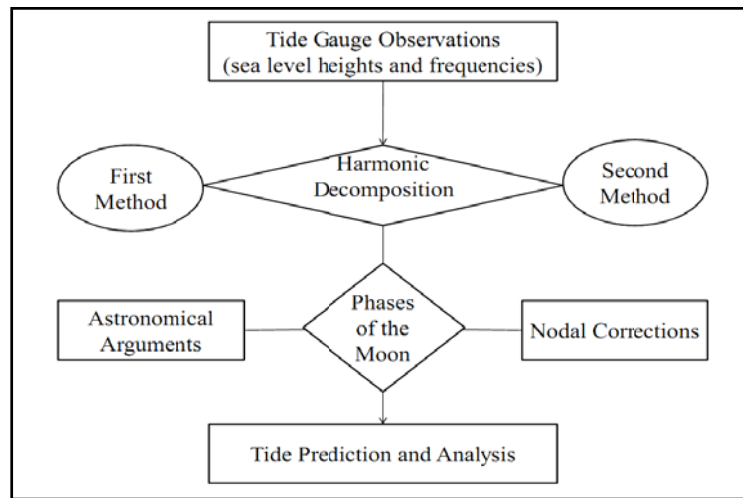 Tide Gauge Observations
(sea level heights and frequencies)
First
Method
Harmonic
Decomposition
Second
Method
Astronomical
Arguments
Phases
of the
Moon
Nodal Corrections
Tide Prediction and Analysis